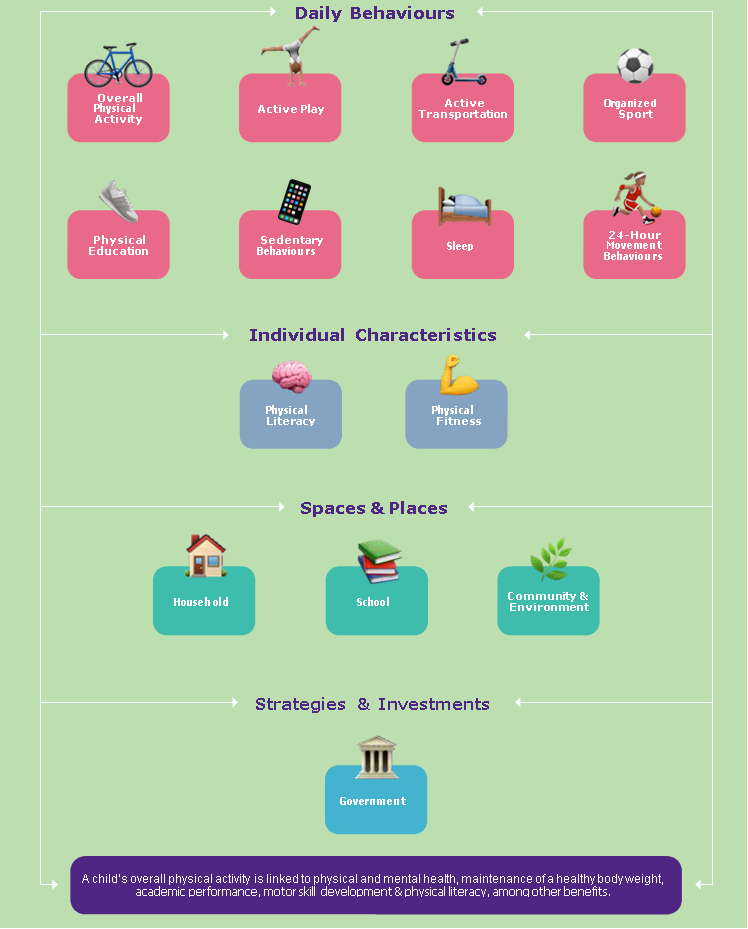 Daily Behaviours
Overall
Physical
Activity
Active Play
Active
Transportation
Organized
Sport
Physical
Education
Sedentary
Behaviours
Sleep
24-Hour
Movement
Behaviours
Individual Characteristics
Physical
Literacy
Physical
Fitness
Spaces & Places
Household
School
Community &
Environment
Strategies & Investments
Government
A child's overall physical activity is linked to physical and mental health, maintenance of a healthy body weight,
academic performance, motor skill development & physical literacy, among other benefits.